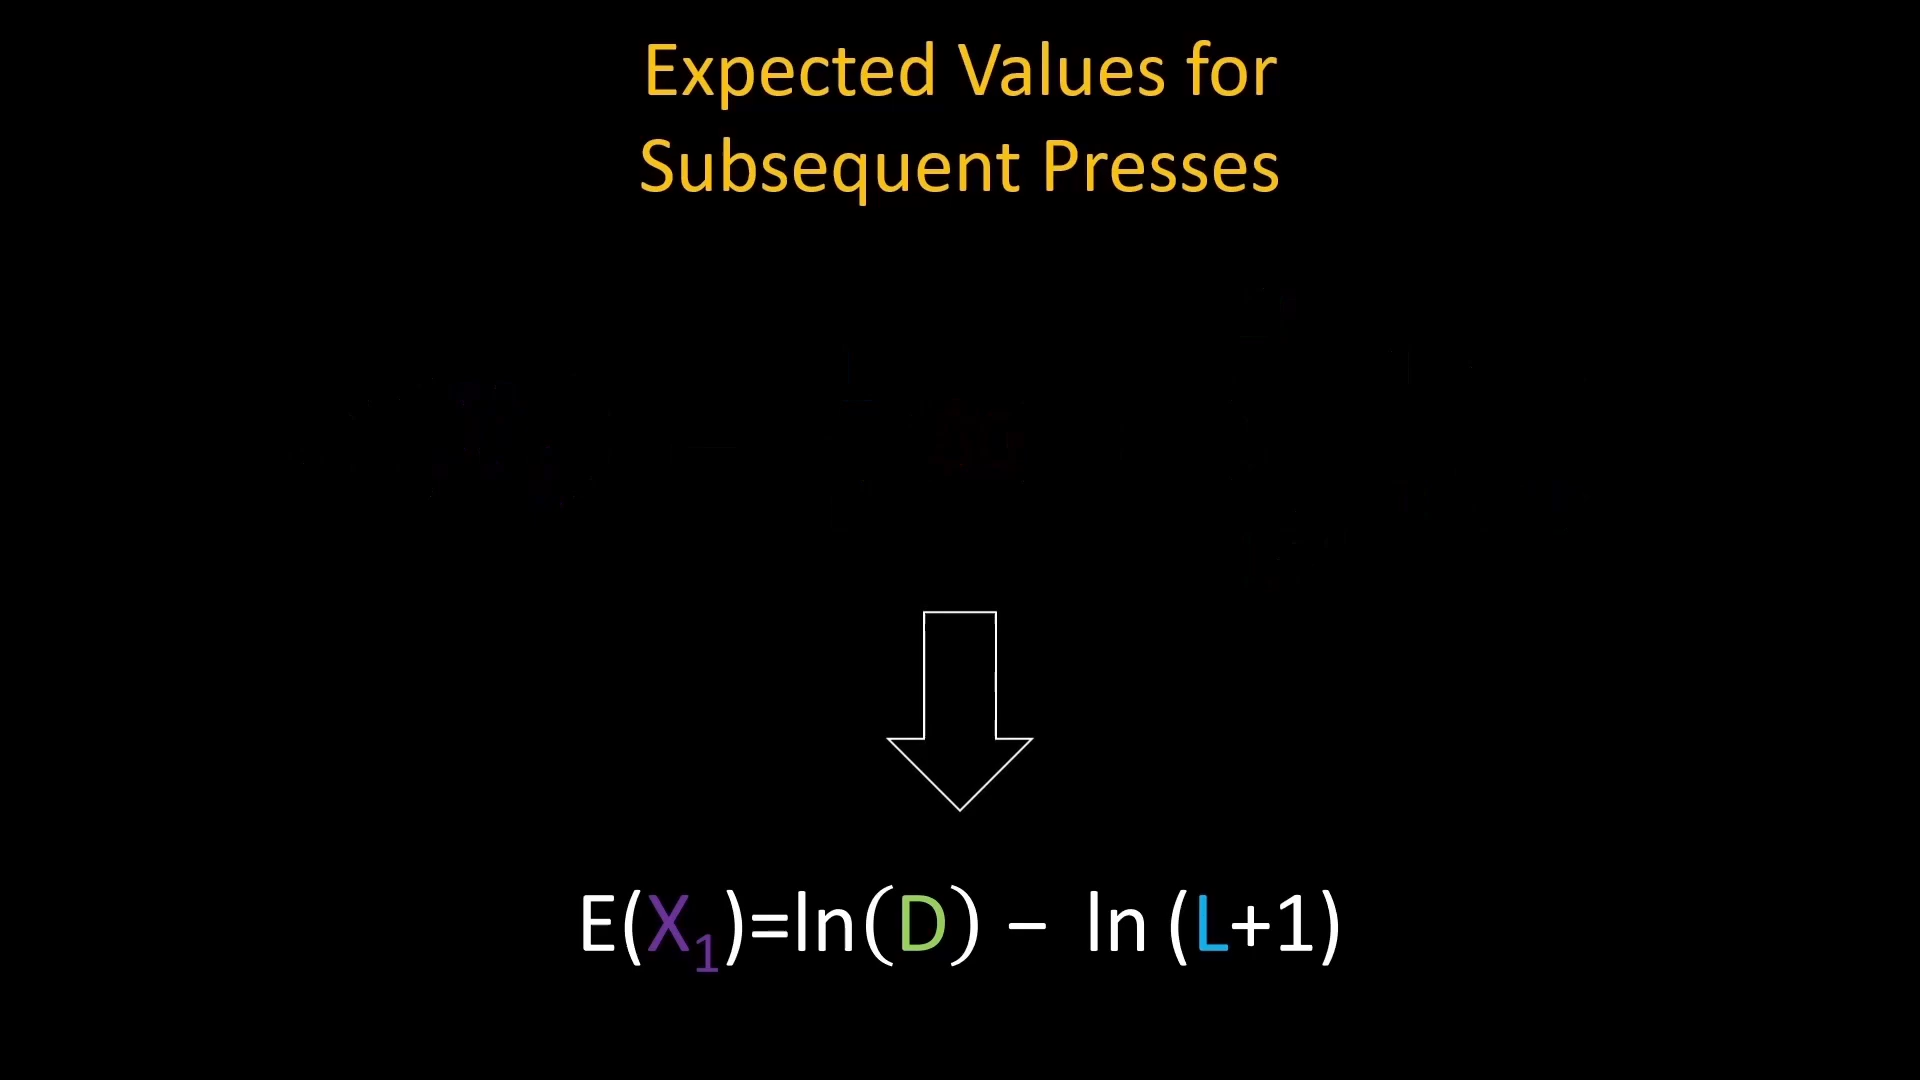 Expected Values for
Subsequent Presses
E(X₁)=ln(D) − ln (L+1)